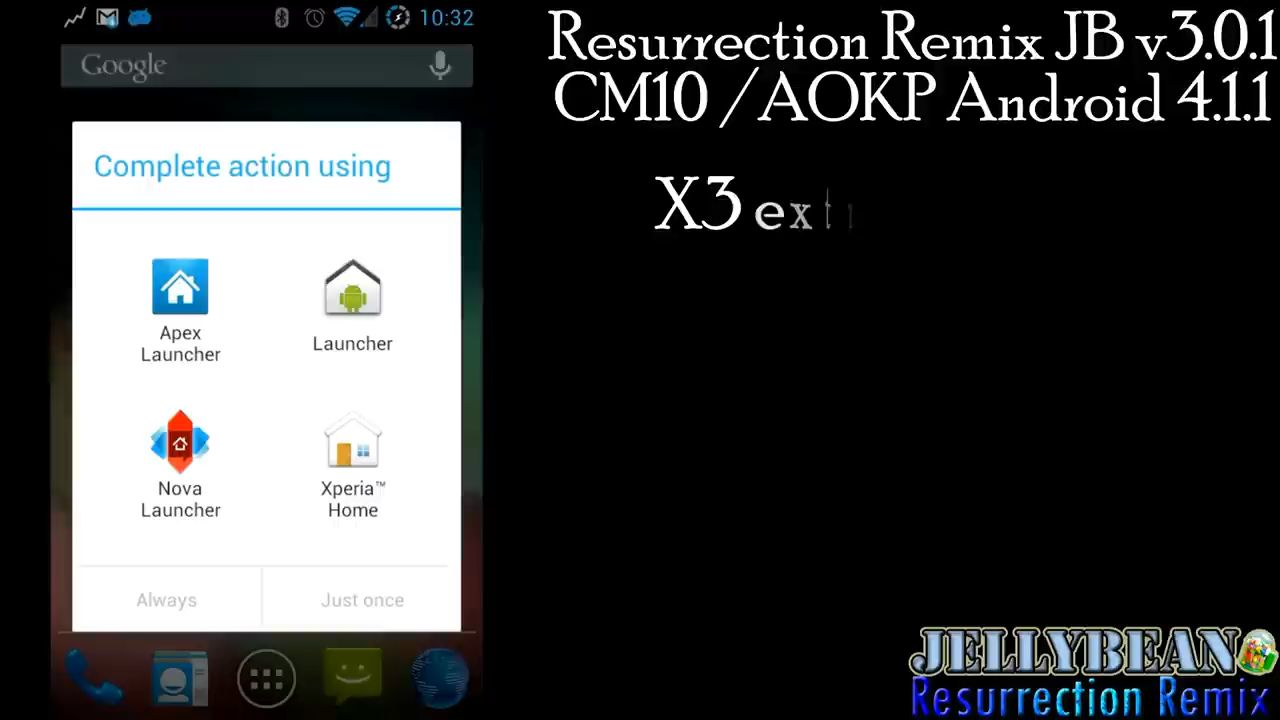 10:32
Google
Complete action using
Apex
Launcher
Launcher
Nova
Launcher
Xperia™
Home
Always
Just once
Resurrection Remix JB v3.0.1
CM10 /AOKP Android 4.1.1
X3 ext
JELLYBEAN
Resurrection Remix